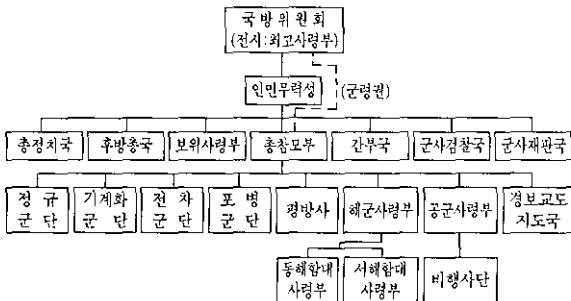 국방위원회
(전시:최고사령부)
인민무력성
(군령권)
총정치국 후방총국 보위사령부 총참모부 간부국 군사검찰국 군사재판국
정규 기계화 전차 포병 평방사 해군사령부 공군사령부 경보교도
군단 군단 군단 군단 지도국
동해함대 서해함대 비행사단
사령부 사령부